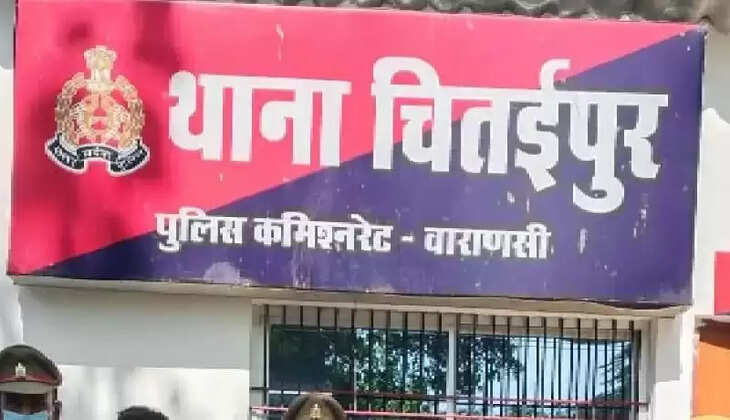 थाना चितईपुर
पुलिस कमिश्नरेट - वाराणसी